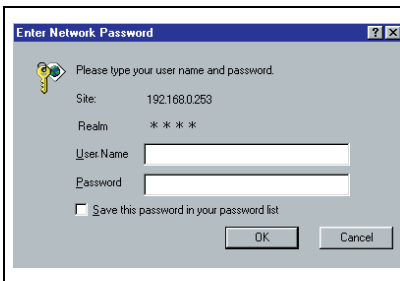 Enter Network Password
Please type your user name and password.
Site: 192.168.0.253
Realm ＊＊＊＊
User Name
Password
Save this password in your password list
OK Cancel